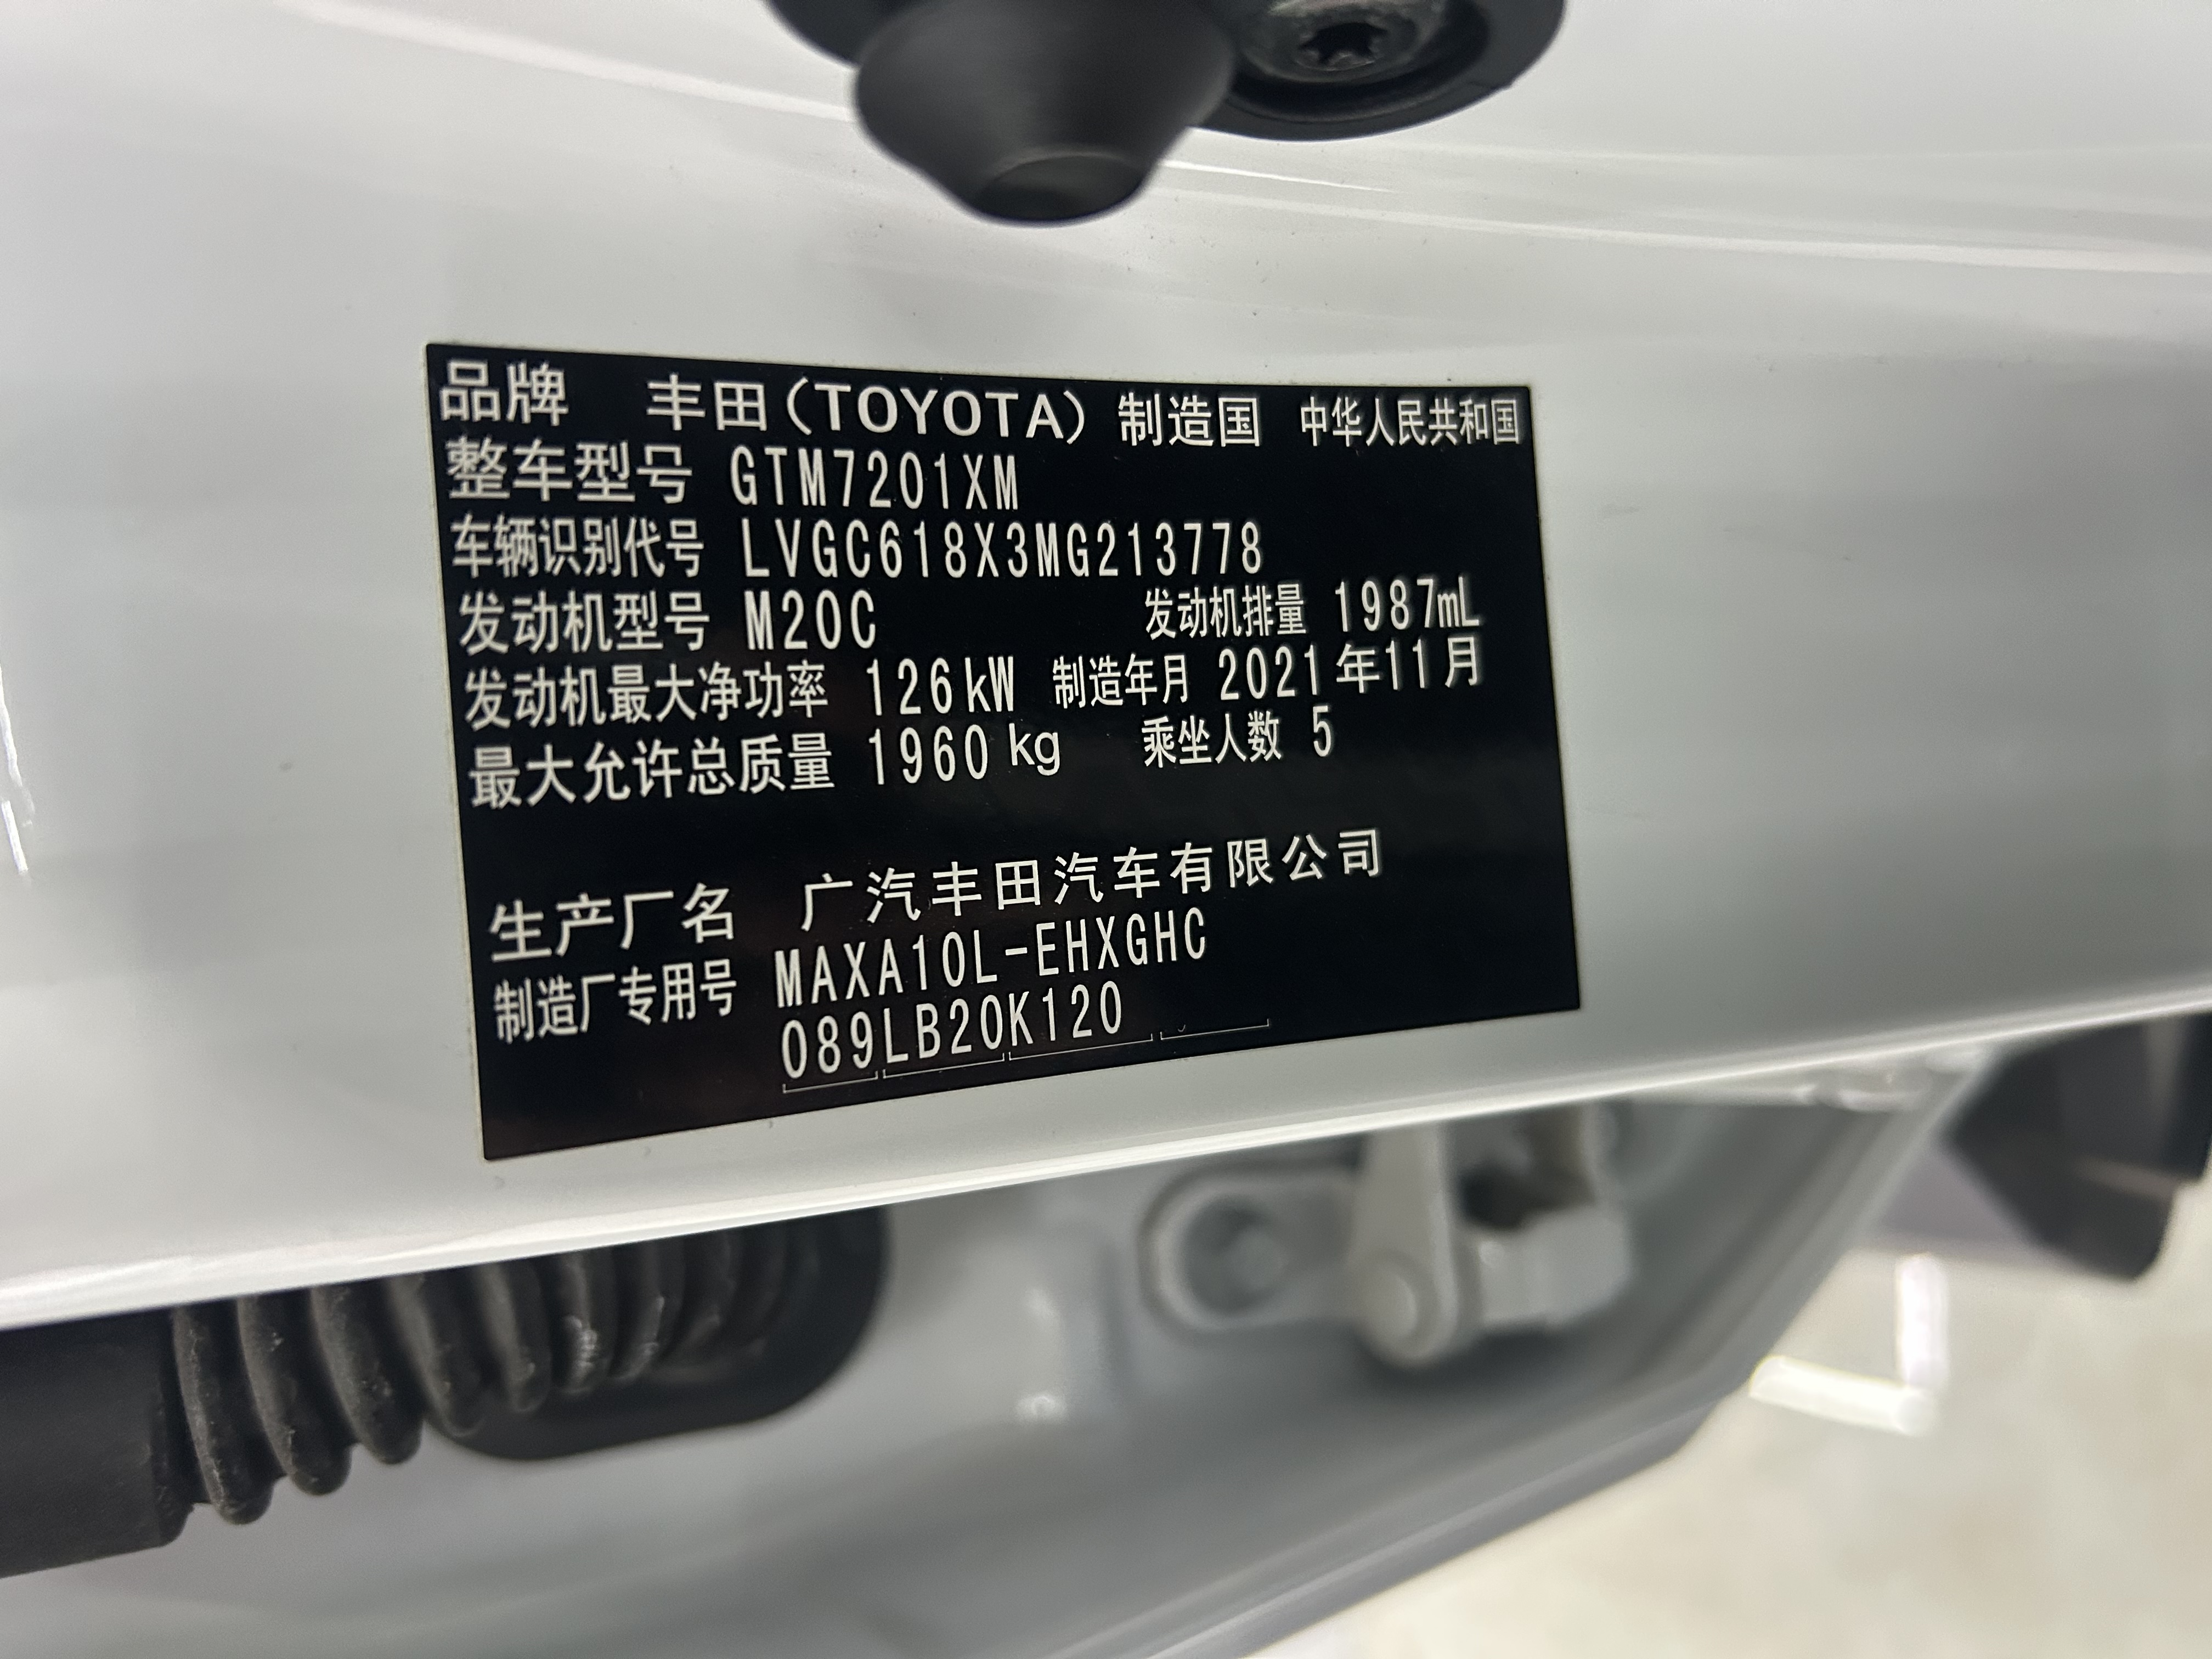 品牌 丰田(TOYOTA) 制造国 中华人民共和国
整车型号 GTM7201XM
车辆识别代号 LVGC618X3MG213778
发动机型号 M20C 发动机排量 1987mL
发动机最大净功率 126kW 制造年月 2021年11月
最大允许总质量 1960kg 乘坐人数 5
生产厂名 广汽丰田汽车有限公司
制造厂专用号 MAXA10L-EHXGHC
089LB20K120